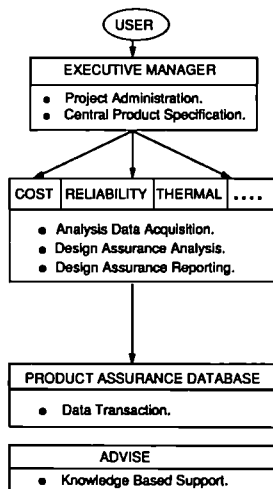 USER
EXECUTIVE MANAGER
• Project Administration.
• Central Product Specification.
COST RELIABILITY THERMAL ....
• Analysis Data Acquisition.
• Design Assurance Analysis.
• Design Assurance Reporting.
PRODUCT ASSURANCE DATABASE
• Data Transaction.
ADVISE
• Knowledge Based Support.